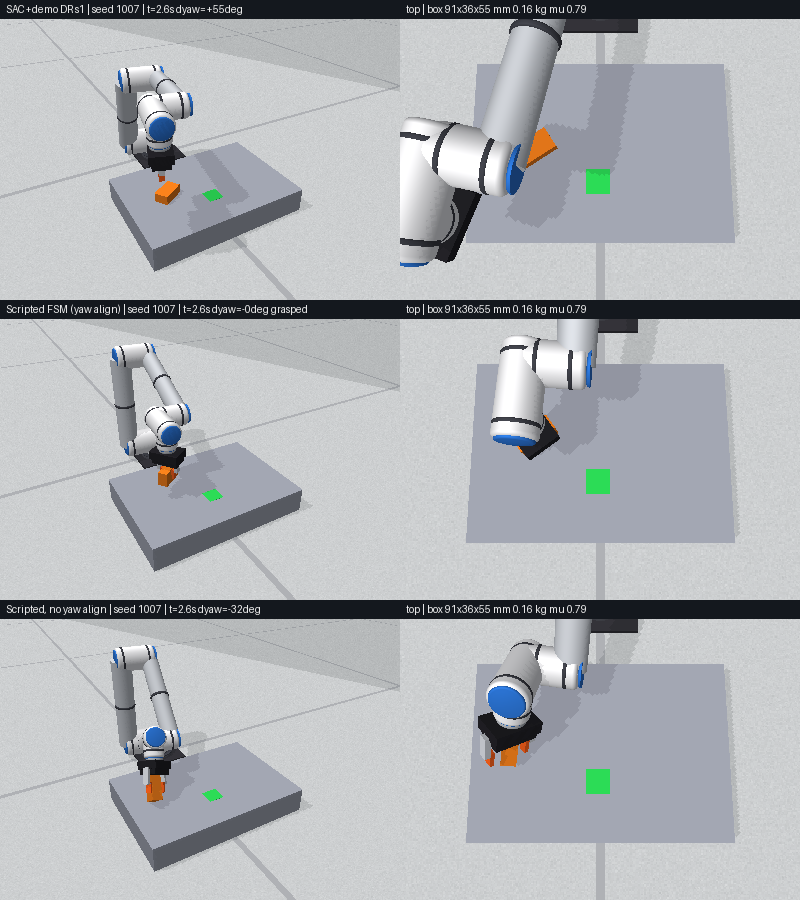 SAC+demo DRs1 | seed 1007 | t=2.6s dyaw=+55deg
top | box 91x36x55 mm 0.16 kg mu 0.79
Scripted FSM (yaw align) | seed 1007 | t=2.6s dyaw=-0deg grasped
top | box 91x36x55 mm 0.16 kg mu 0.79
Scripted, no yaw align | seed 1007 | t=2.6s dyaw=-32deg
top | box 91x36x55 mm 0.16 kg mu 0.79